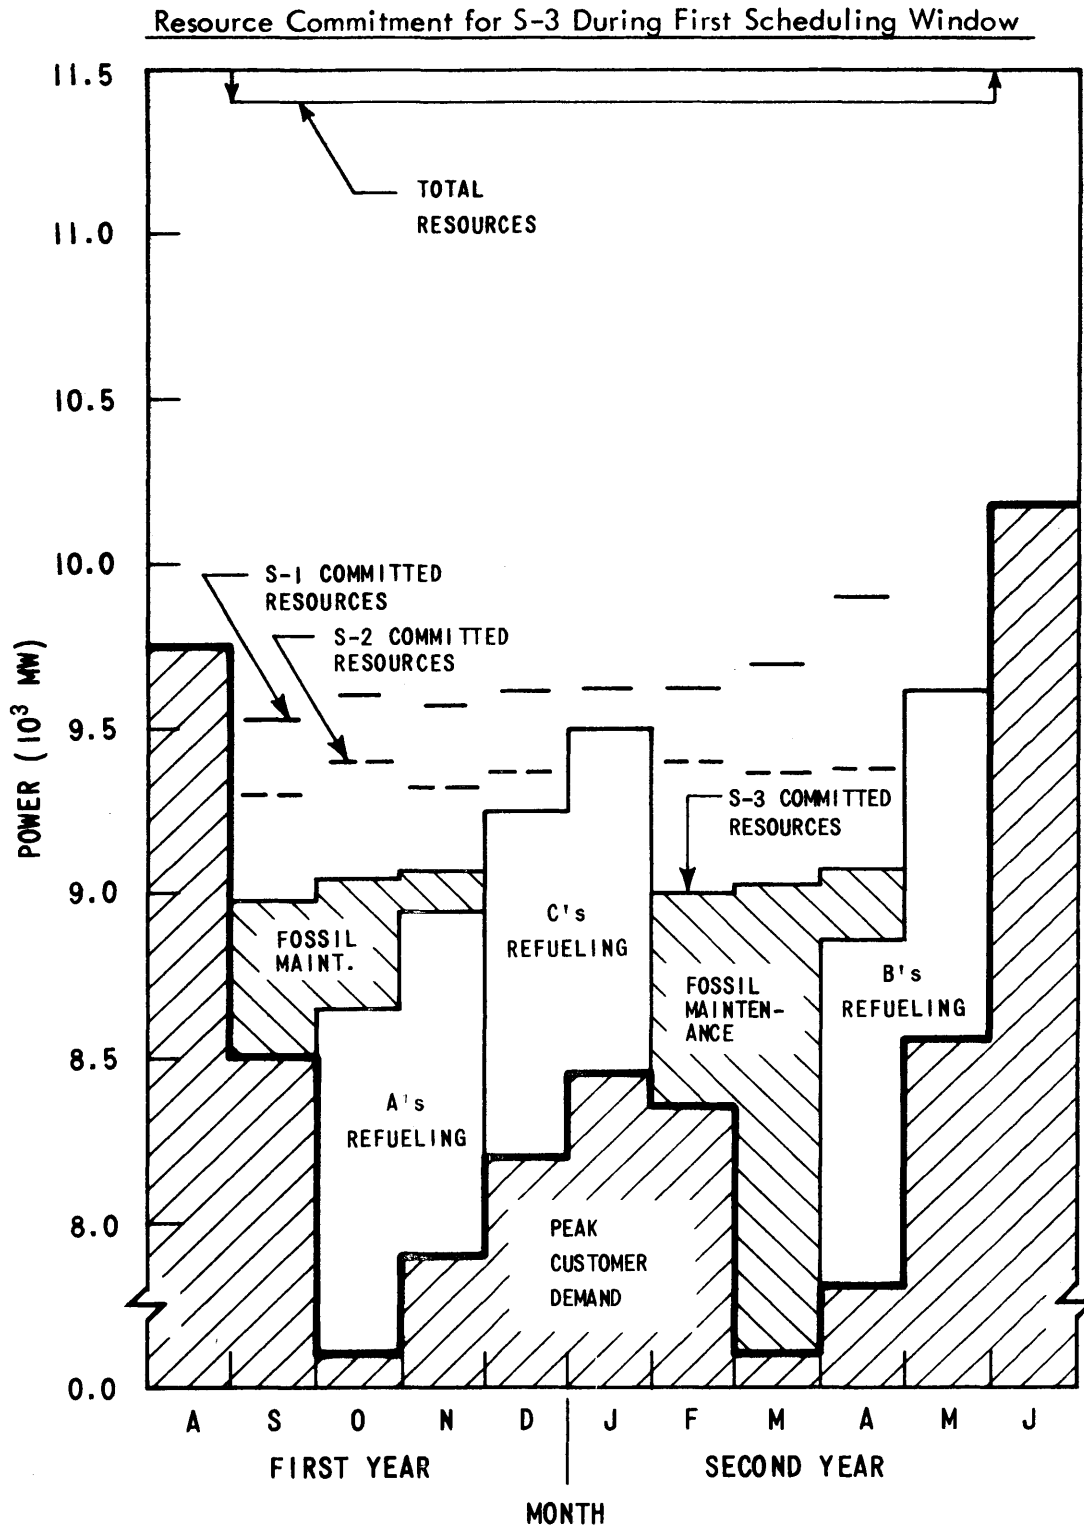 Resource Commitment for S-3 During First Scheduling Window
11.5
TOTAL
RESOURCES
11.0
10.5
10.0
S-1 COMMITTED
RESOURCES
S-2 COMMITTED
RESOURCES
POWER (10³ MW)
9.5
S-3 COMMITTED
RESOURCES
9.0
FOSSIL
MAINT.
C's
REFUELING
FOSSIL
MAINTEN-
ANCE
B's
REFUELING
8.5
A's
REFUELING
8.0
PEAK
CUSTOMER
DEMAND
0.0
A S O N D J F M A M J
FIRST YEAR SECOND YEAR
MONTH